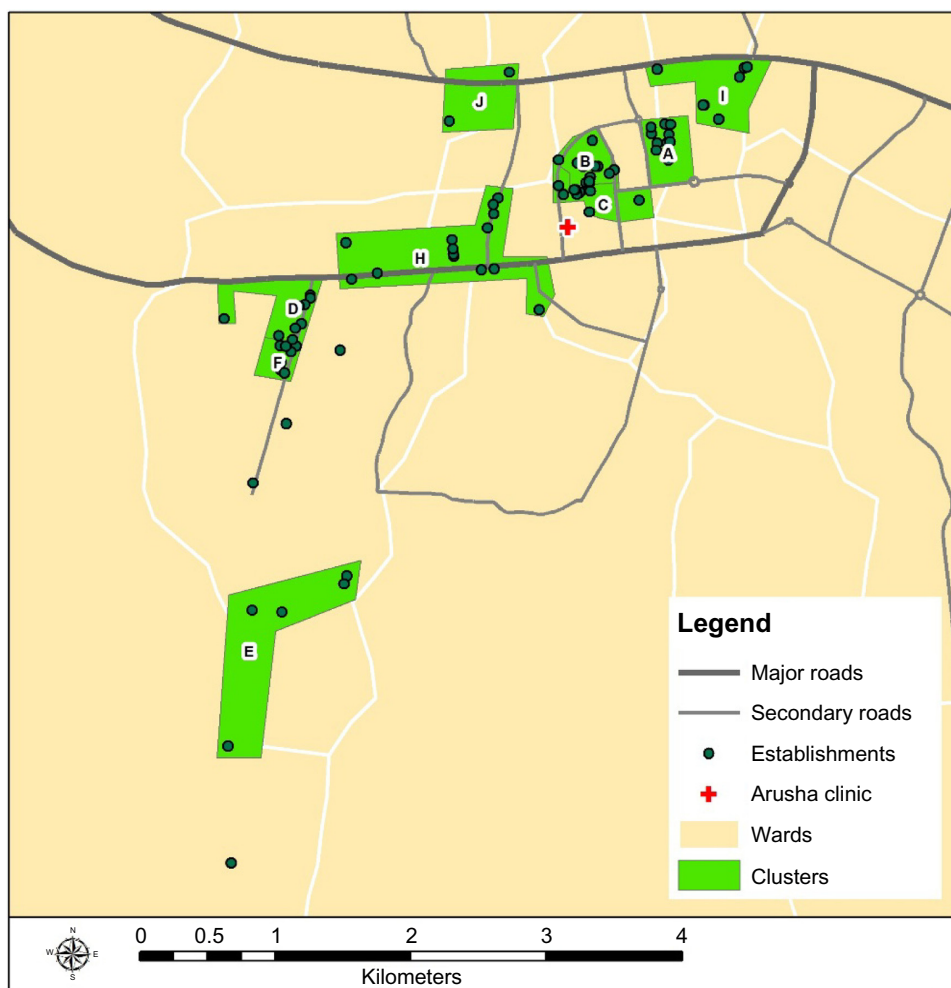 J
I
B
A
C
H
D
F
E
Legend
Major roads
Secondary roads
Establishments
Arusha clinic
Wards
Clusters
N
W E
S
0 0.5 1 2 3 4
Kilometers